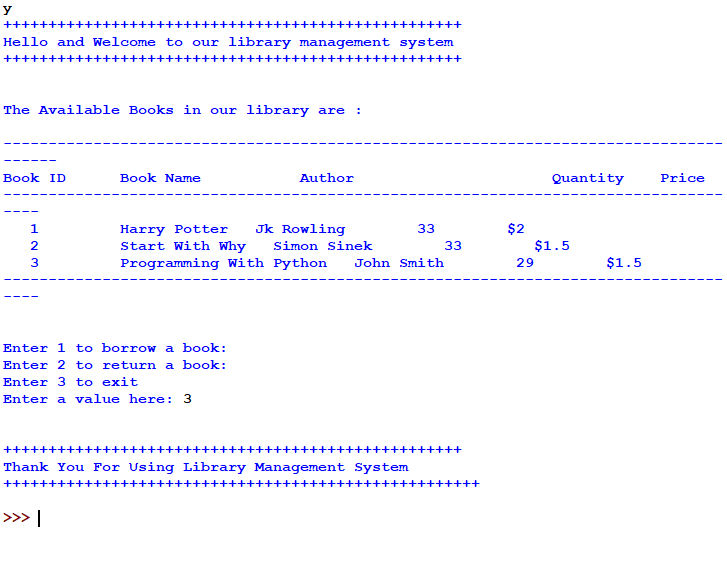 y
+++++++++++++++++++++++++++++++++++++++++++++++++++
Hello and Welcome to our library management system
+++++++++++++++++++++++++++++++++++++++++++++++++++
The Available Books in our library are :
--------------------------------------------------------------------------------
------
Book ID      Book Name           Author                      Quantity    Price
--------------------------------------------------------------------------------
----
   1         Harry Potter   Jk Rowling        33        $2
   2         Start With Why   Simon Sinek        33        $1.5
   3         Programming With Python   John Smith        29        $1.5
--------------------------------------------------------------------------------
----
Enter 1 to borrow a book:
Enter 2 to return a book:
Enter 3 to exit
Enter a value here: 3
+++++++++++++++++++++++++++++++++++++++++++++++++++
Thank You For Using Library Management System
+++++++++++++++++++++++++++++++++++++++++++++++++++++
>>>